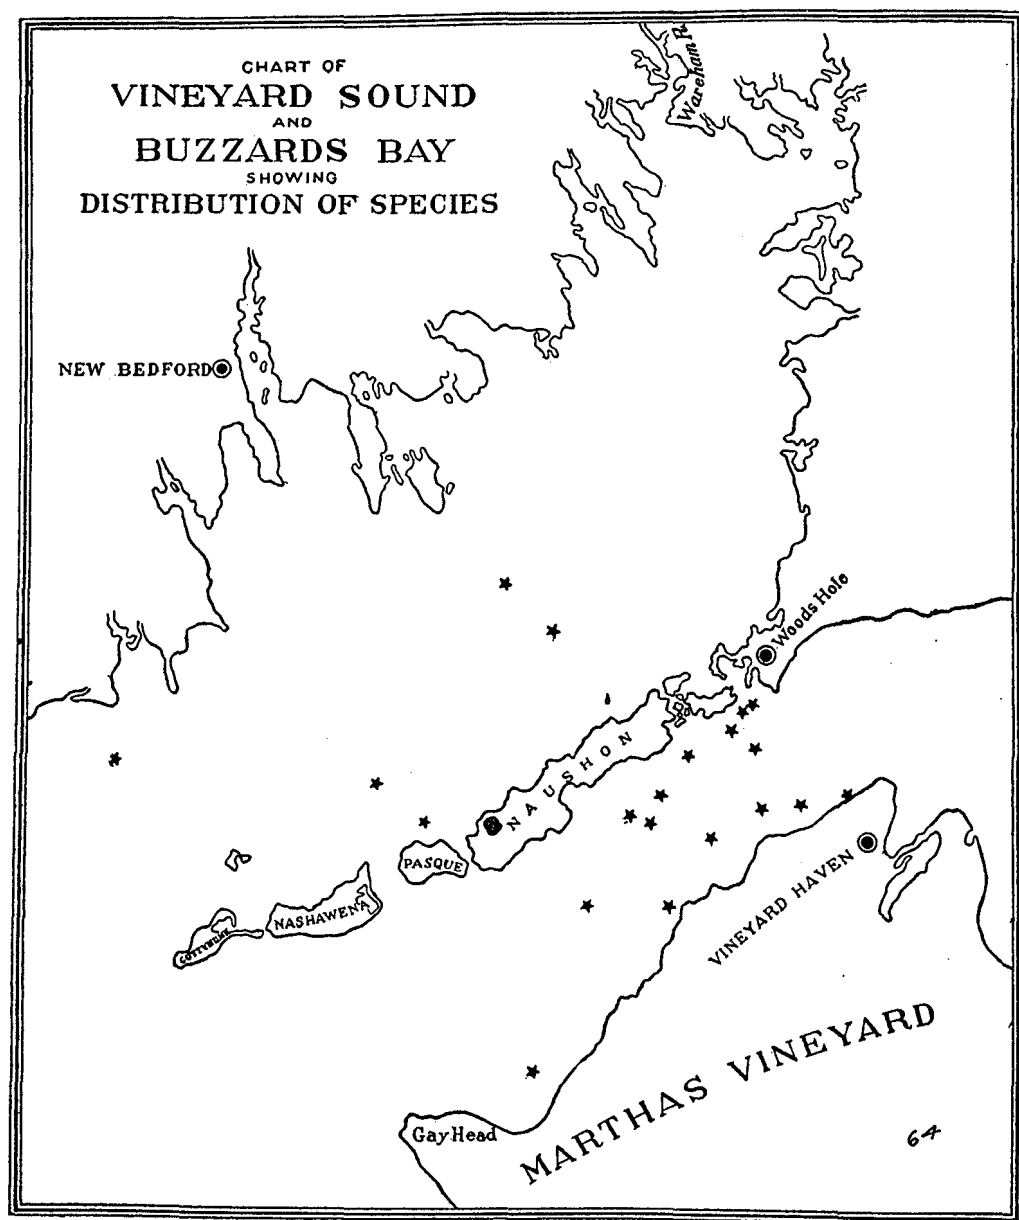 CHART OF
VINEYARD SOUND
AND
BUZZARDS BAY
SHOWING
DISTRIBUTION OF SPECIES
Wareham R.
NEW BEDFORD
Woods Hole
NAUSHON
PASQUE
NASHAWENA
CUTTYHUNK
VINEYARD HAVEN
MARTHAS VINEYARD
Gay Head
64